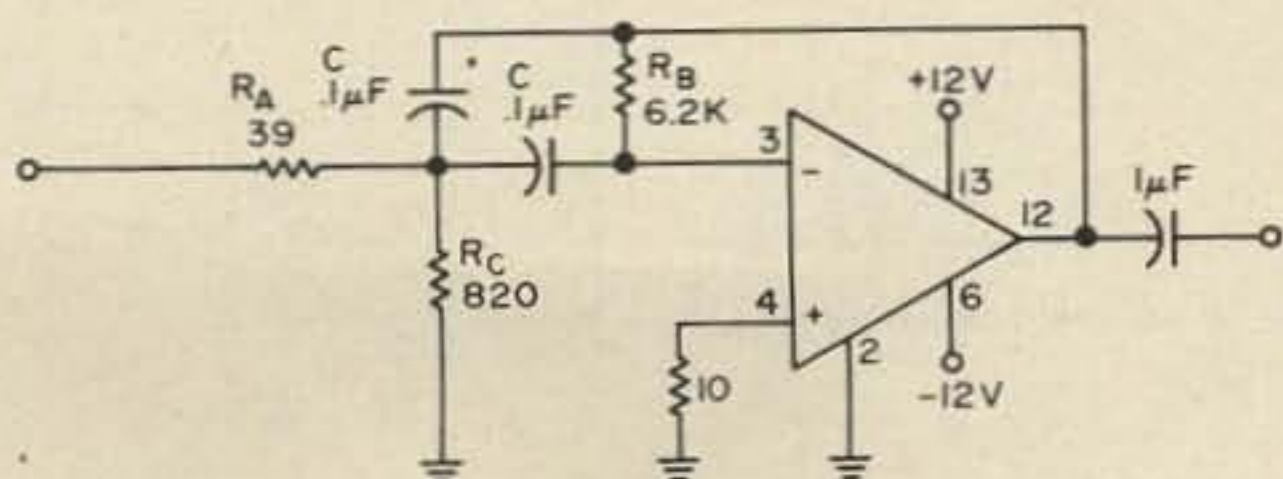 C
.1μF
C
.1μF
RA
39
RB
6.2K
+12V
3
-
13
12
1μF
RC
820
4
+
2
6
-12V
10